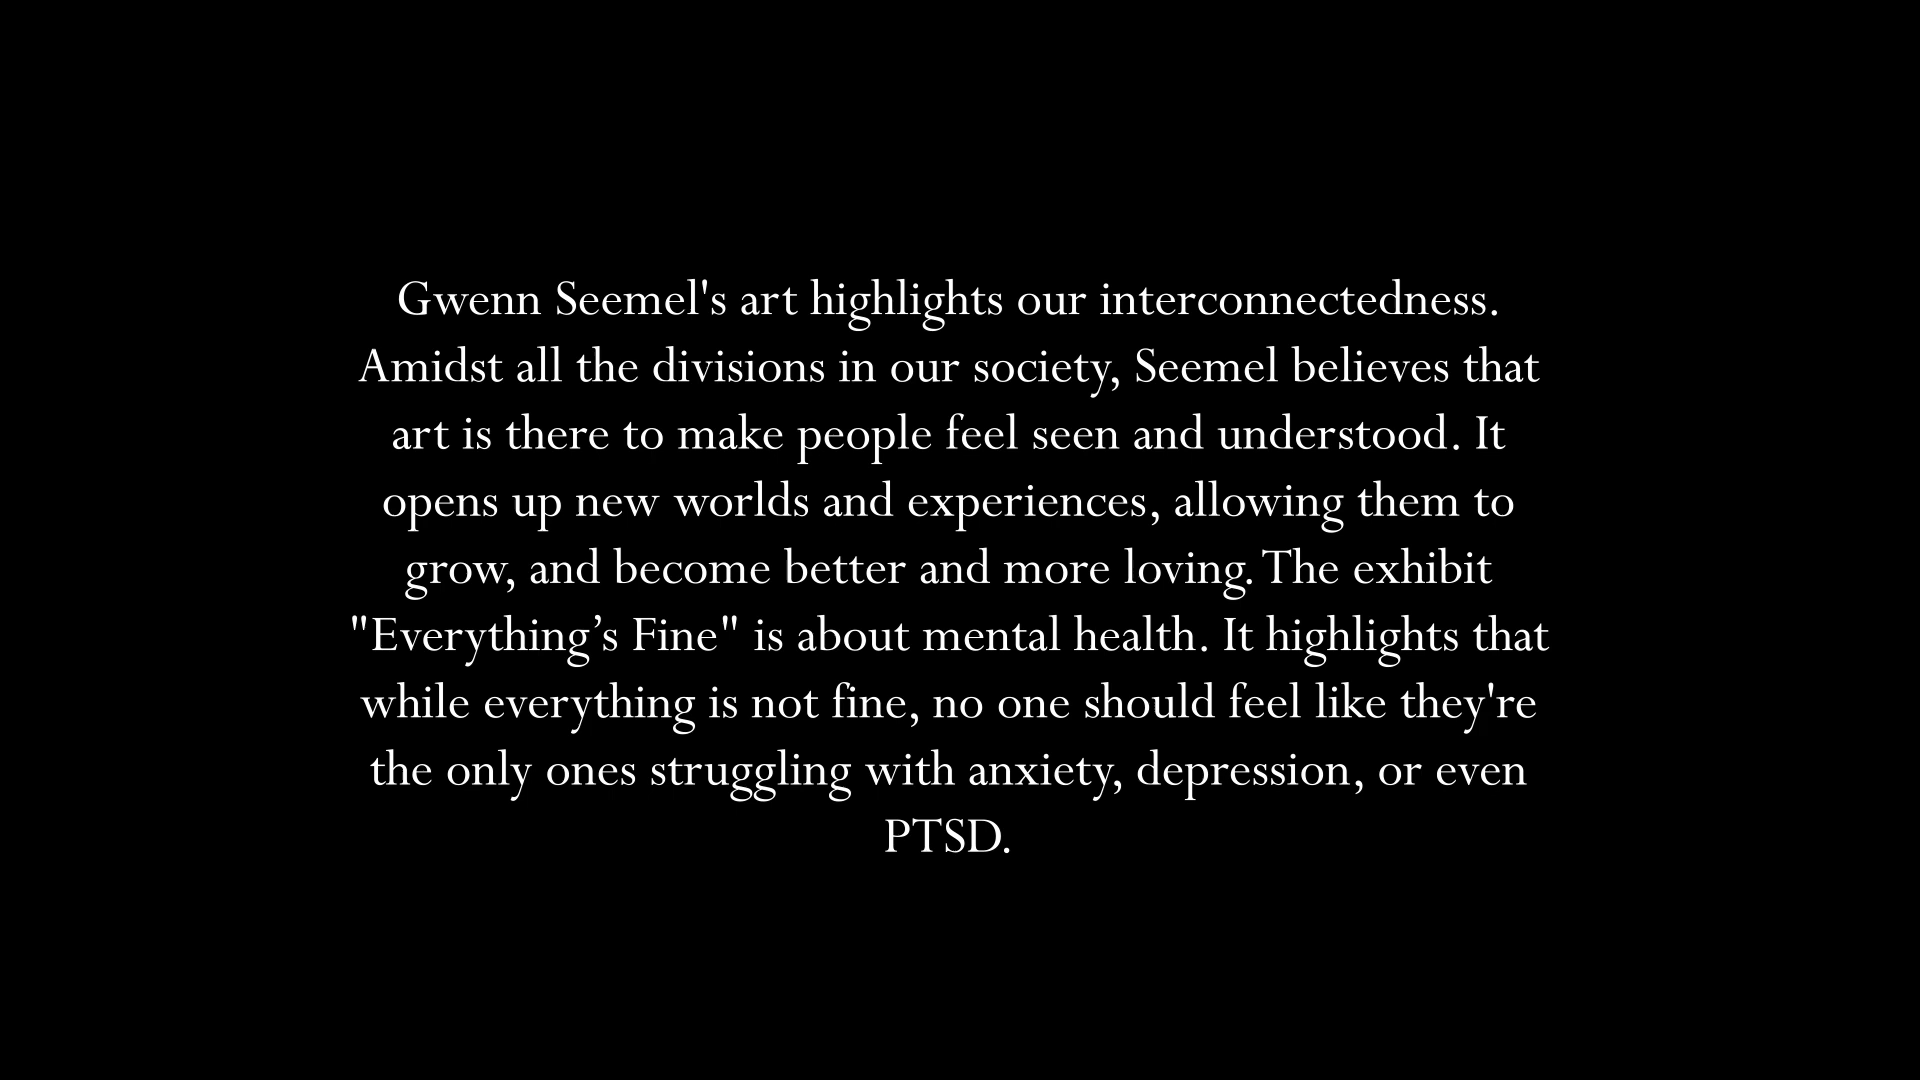 Gwenn Seemel's art highlights our interconnectedness.
Amidst all the divisions in our society, Seemel believes that
art is there to make people feel seen and understood. It
opens up new worlds and experiences, allowing them to
grow, and become better and more loving. The exhibit
"Everything’s Fine" is about mental health. It highlights that
while everything is not fine, no one should feel like they're
the only ones struggling with anxiety, depression, or even
PTSD.